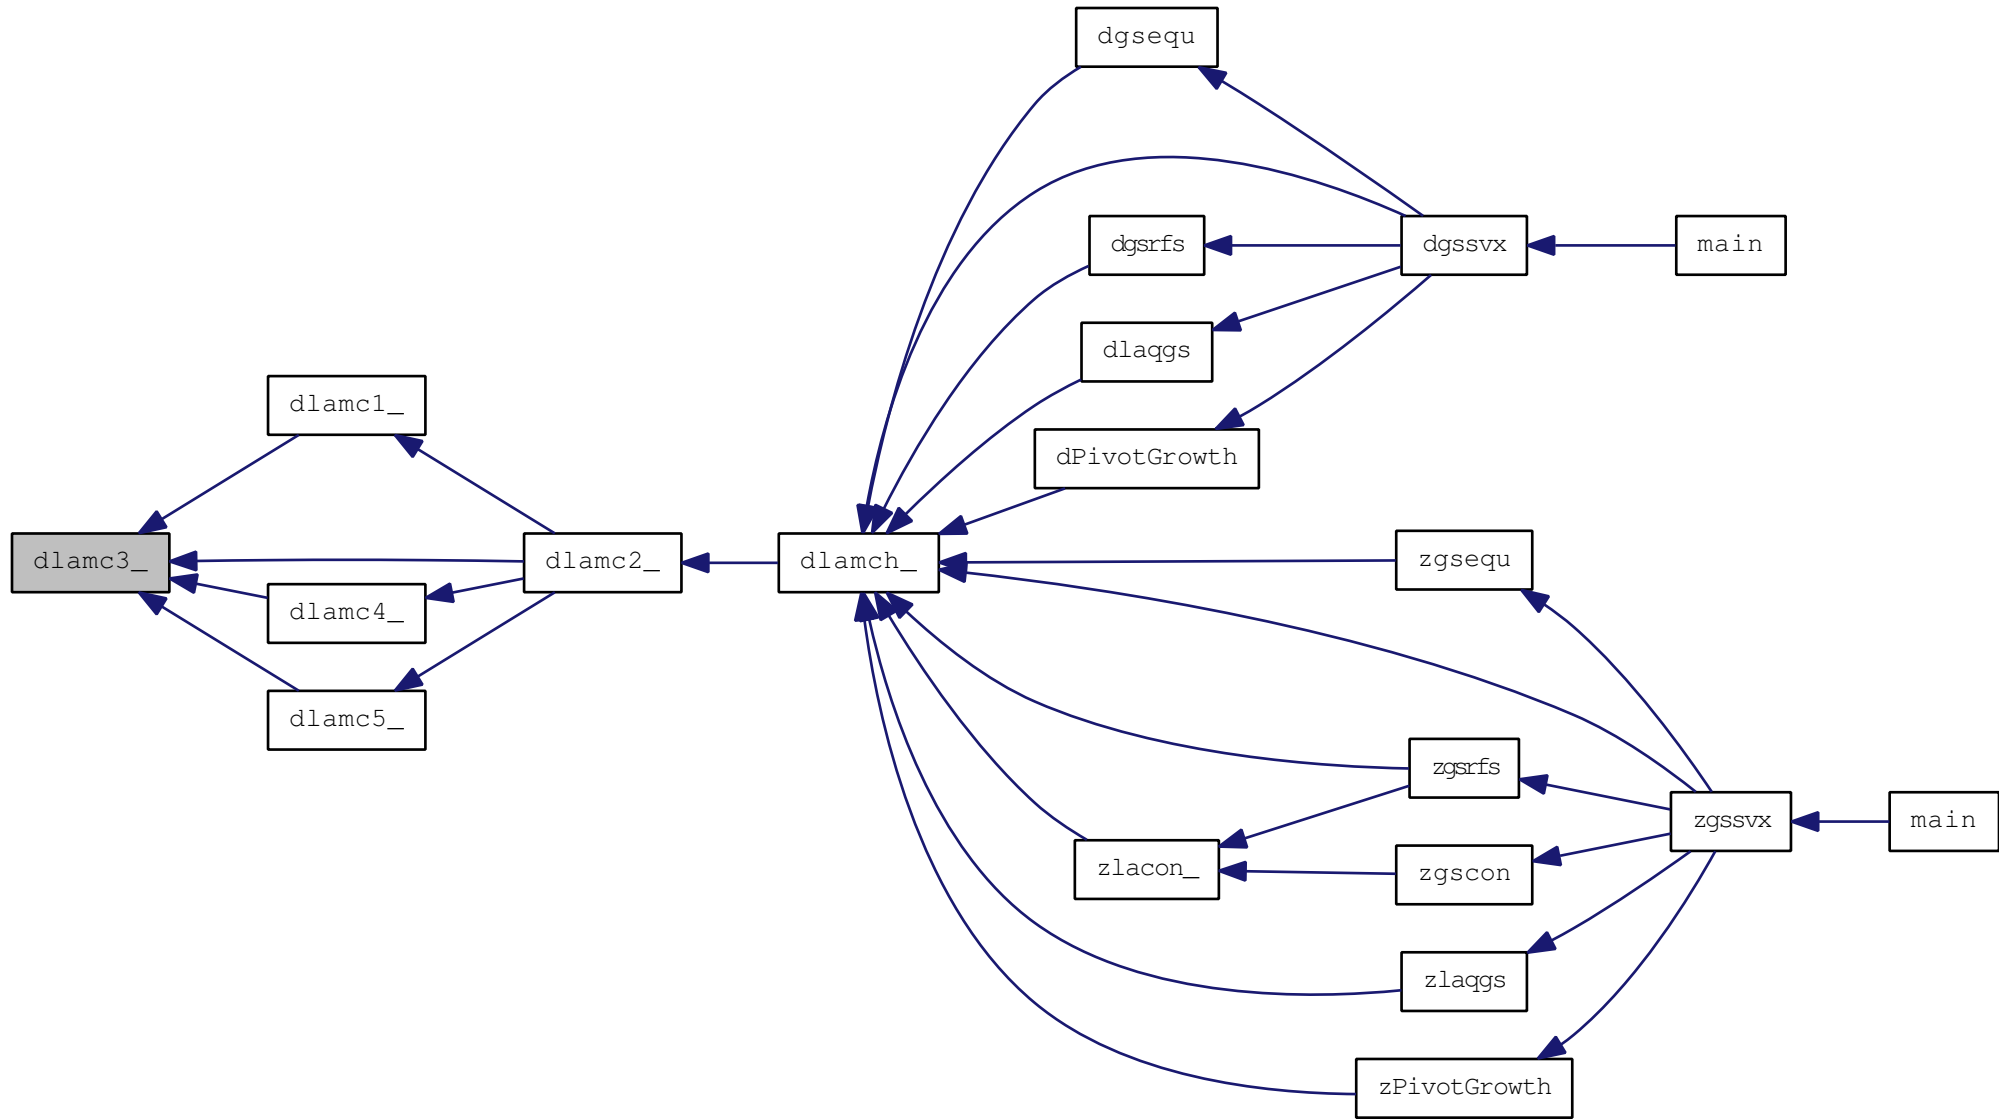 dgsequ
dgsrfs
dgssvx
main
dlaqgs
dlamc1_
dPivotGrowth
dlamc3_
dlamc2_
dlamch_
zgsequ
dlamc4_
dlamc5_
zgsrfs
zgssvx
main
zlacon_
zgscon
zlaqgs
zPivotGrowth